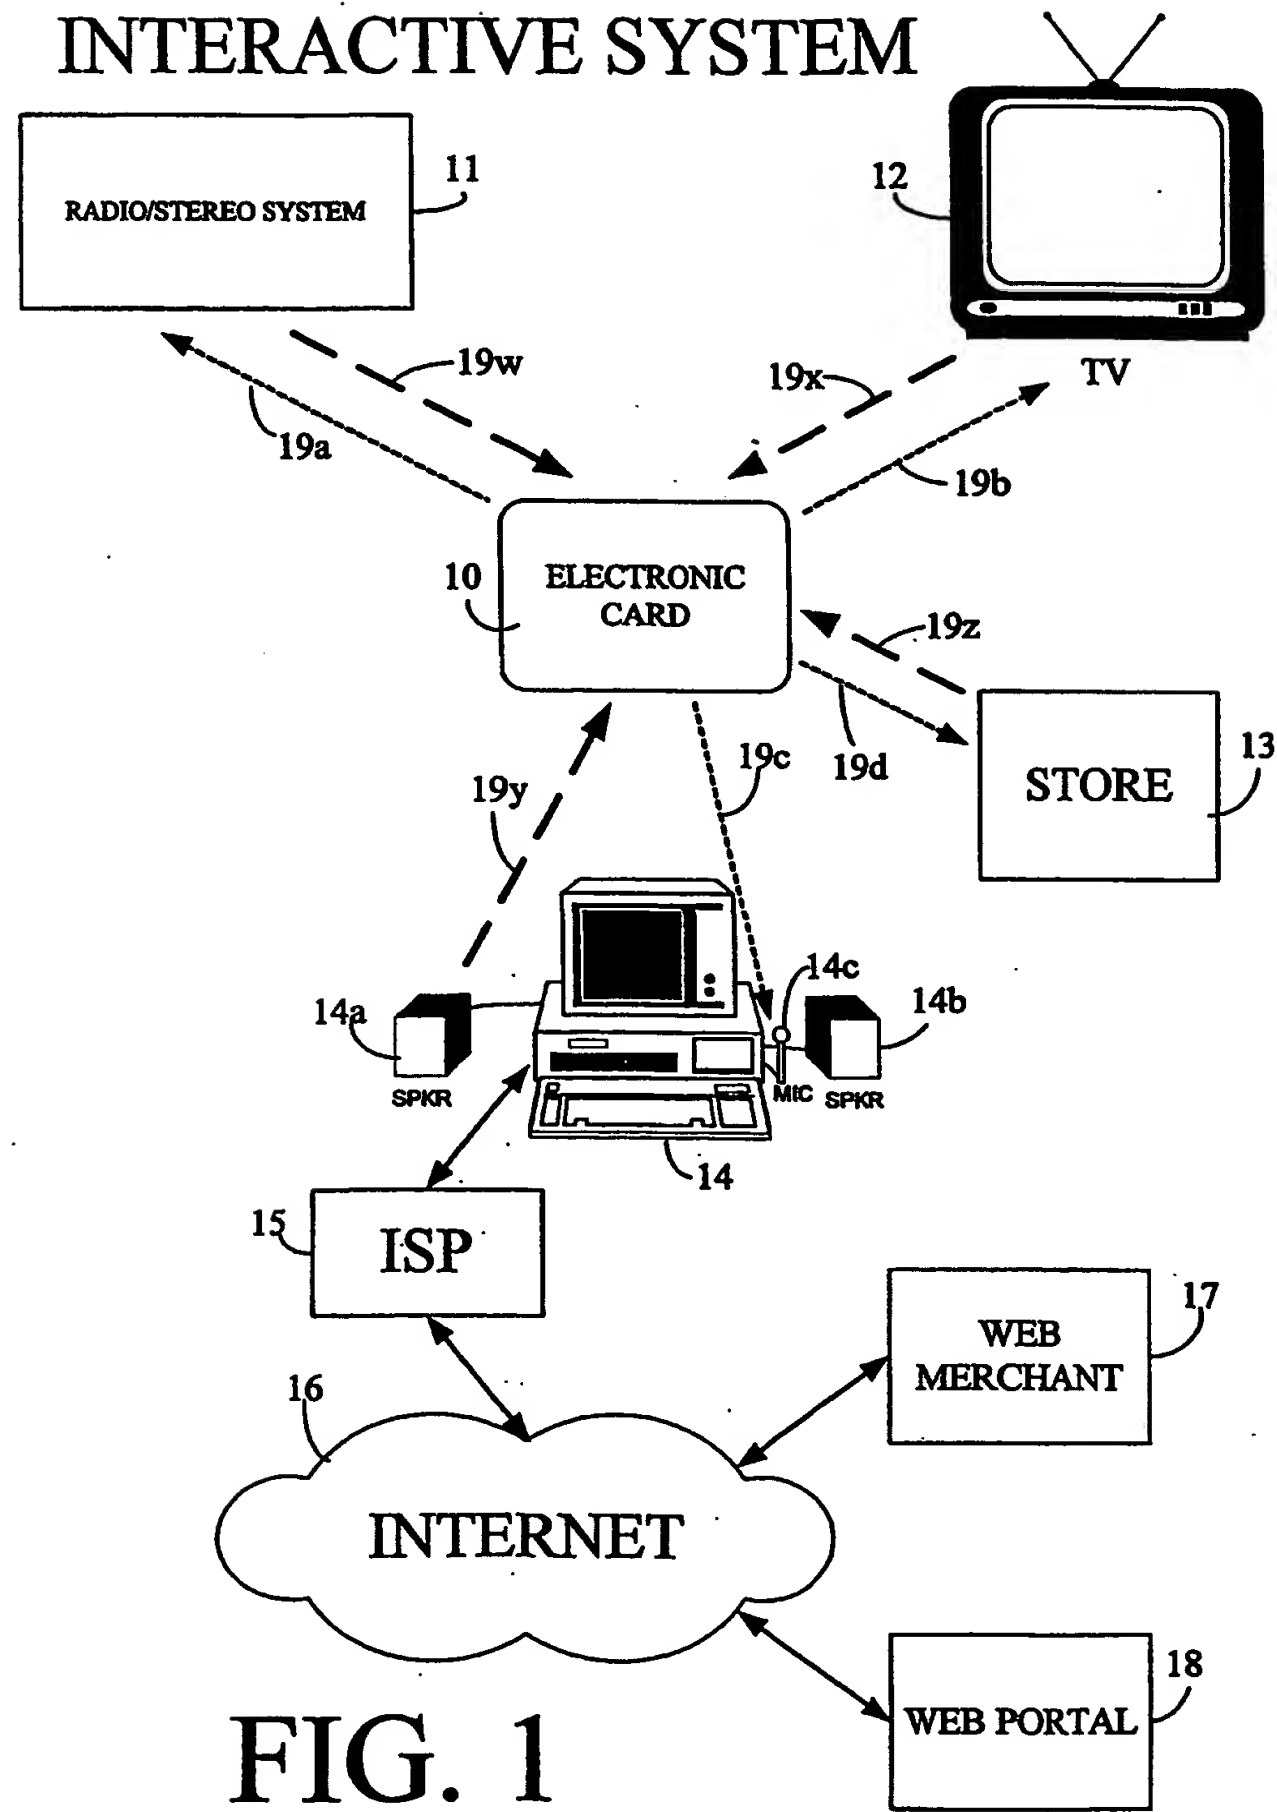 INTERACTIVE SYSTEM
RADIO/STEREO SYSTEM
11
12
TV
19w
19a
19x
19b
10
ELECTRONIC
CARD
19z
19d
STORE
13
19y
19c
14a
SPKR
14c
MIC
14b
SPKR
14
15
ISP
16
INTERNET
WEB
MERCHANT
17
WEB PORTAL
18
FIG. 1